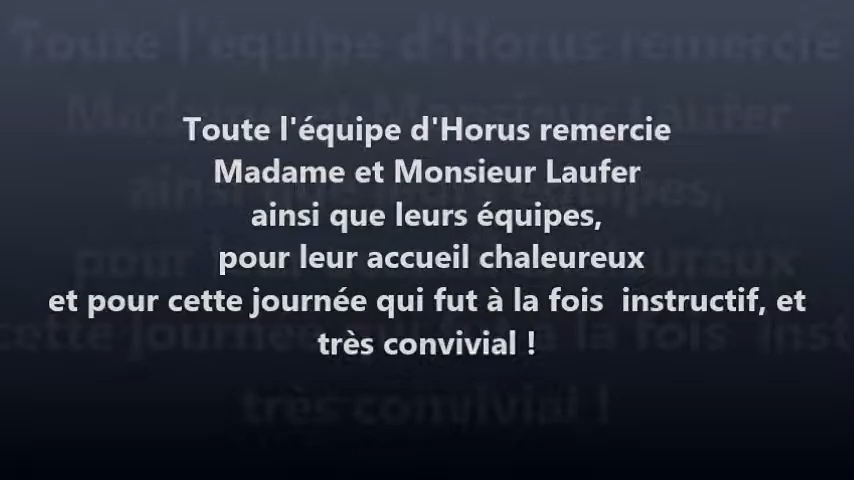 Toute l'équipe d'Horus remercie
Madame et Monsieur Laufer
ainsi que leurs équipes,
pour leur accueil chaleureux
et pour cette journée qui fut à la fois  instructif, et
très convivial !